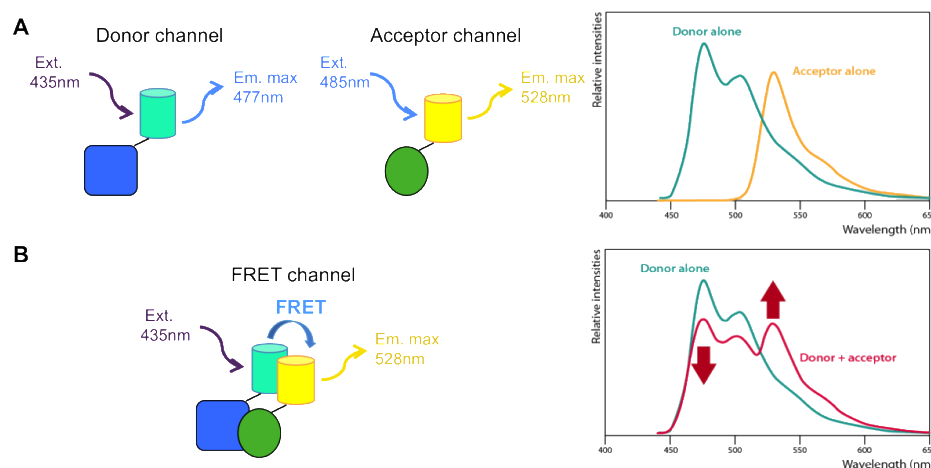 A
Donor channel
Ext.
435nm
Em. max
477nm
Acceptor channel
Ext.
485nm
Em. max
528nm
Relative intensities
Donor alone
Acceptor alone
400
450
500
550
600
65
Wavelength (nm
B
FRET channel
FRET
Ext.
435nm
Em. max
528nm
Relative intensities
Donor alone
Donor + acceptor
400
450
500
550
600
65
Wavelength (nm